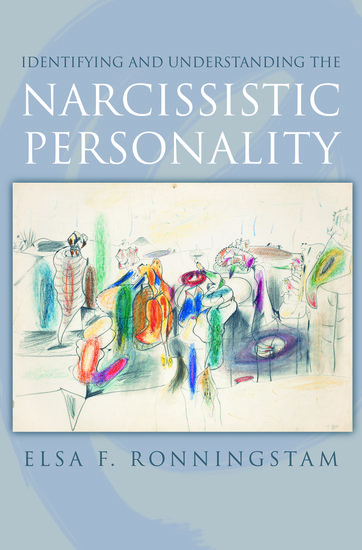 IDENTIFYING AND UNDERSTANDING THE
NARCISSISTIC
PERSONALITY
ELSA F. RONNINGSTAM